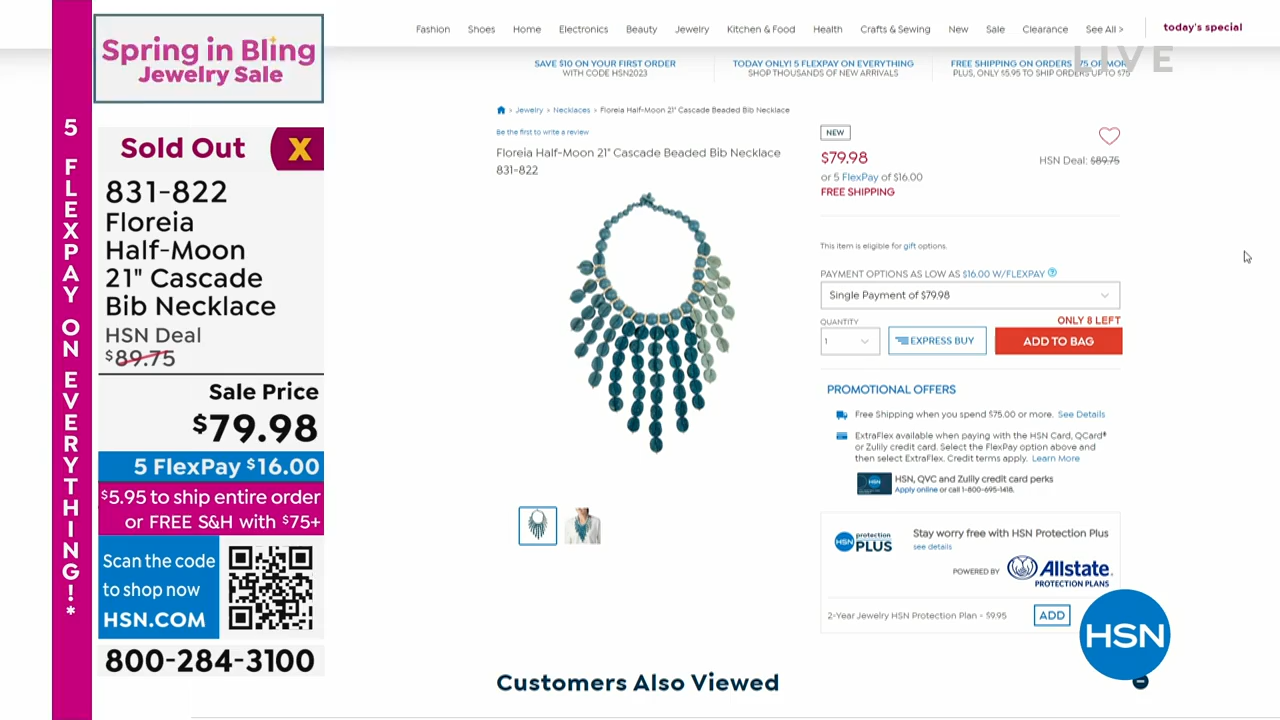 5 FLEXPAY ON EVERYTHING!*
Spring in Bling
Jewelry Sale
Sold Out X
831-822
Floreia
Half-Moon
21" Cascade
Bib Necklace
HSN Deal
$89.75
Sale Price
$79.98
5 FlexPay $16.00
$5.95 to ship entire order
or FREE S&H with $75+
Scan the code
to shop now
HSN.COM
800-284-3100
Fashion Shoes Home Electronics Beauty Jewelry Kitchen & Food Health Crafts & Sewing New Sale Clearance See All > today's special
LIVE
SAVE $10 ON YOUR FIRST ORDER
WITH CODE HSN2023
TODAY ONLY! 5 FLEXPAY ON EVERYTHING
SHOP THOUSANDS OF NEW ARRIVALS
FREE SHIPPING ON ORDERS $75 OR MORE
PLUS, ONLY $5.95 TO SHIP ORDERS UP TO $75
> Jewelry > Necklaces > Floreia Half-Moon 21" Cascade Beaded Bib Necklace
Be the first to write a review
Floreia Half-Moon 21" Cascade Beaded Bib Necklace
831-822
NEW
$79.98
HSN Deal: $89.75
or 5 FlexPay of $16.00
FREE SHIPPING
This item is eligible for gift options.
PAYMENT OPTIONS AS LOW AS $16.00 W/FLEXPAY ?
Single Payment of $79.98
QUANTITY
ONLY 8 LEFT
1
EXPRESS BUY
ADD TO BAG
PROMOTIONAL OFFERS
Free Shipping when you spend $75.00 or more. See Details
ExtraFlex available when paying with the HSN Card, QCard®
or Zulily credit card. Select the FlexPay option above and
then select ExtraFlex. Credit terms apply. Learn More
HSN
HSN, QVC and Zulily credit card perks
Apply online or call 1-800-695-1418.
HSN protection PLUS
Stay worry free with HSN Protection Plus
see details
POWERED BY Allstate.
PROTECTION PLANS
2-Year Jewelry HSN Protection Plan - $9.95
ADD
HSN
Customers Also Viewed